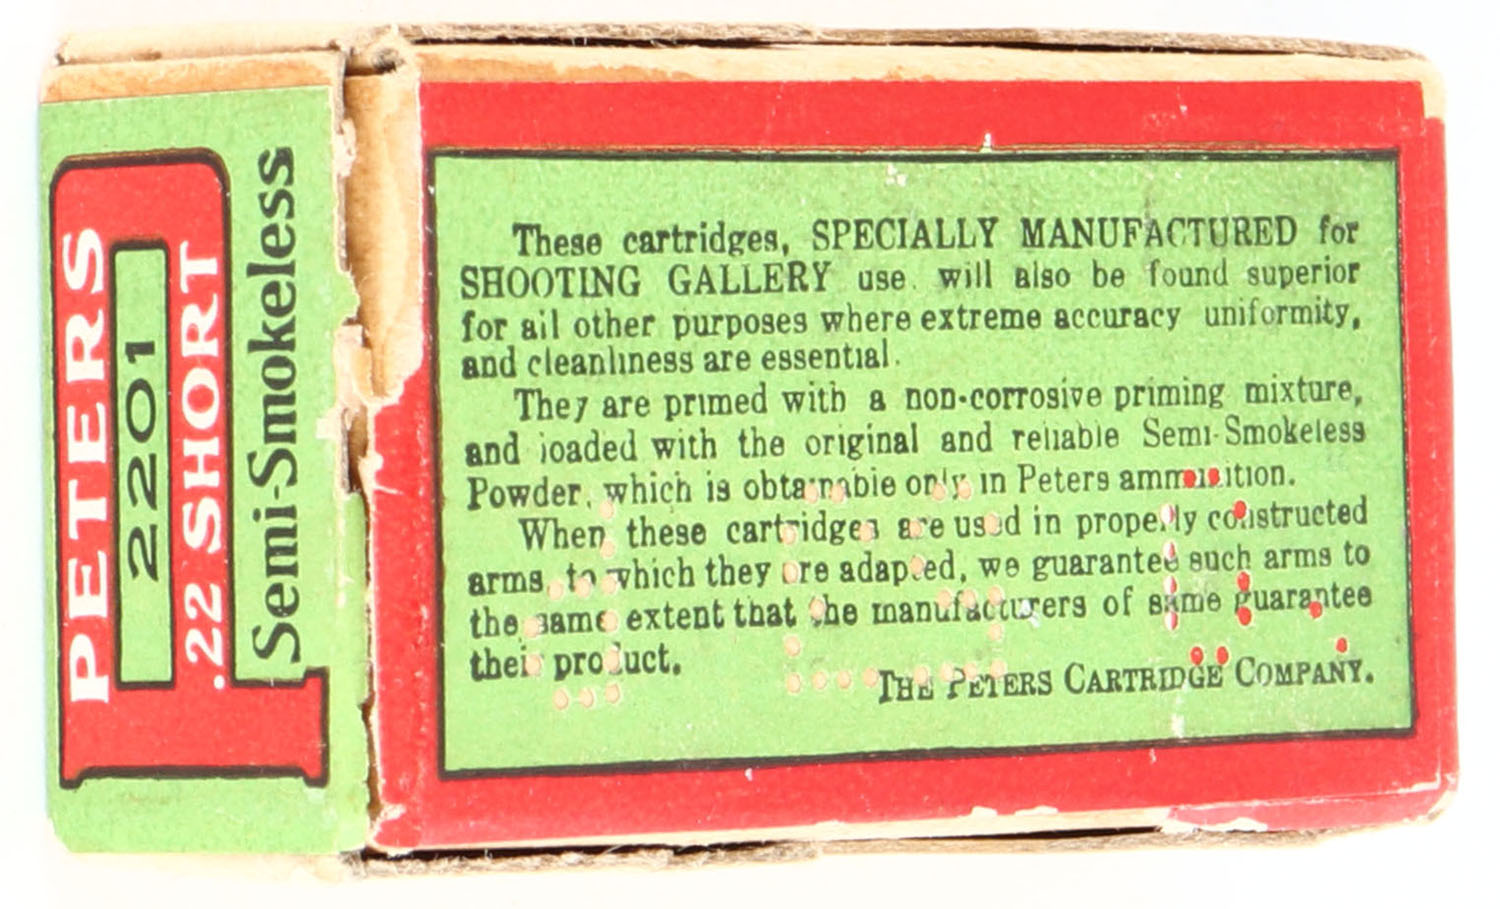 PETERS
2201
.22 SHORT
Semi-Smokeless
These cartridges, SPECIALLY MANUFACTURED for
SHOOTING GALLERY use will also be found superior
for all other purposes where extreme accuracy uniformity,
and cleanliness are essential.
They are primed with a non-corrosive priming mixture,
and loaded with the original and reliable Semi-Smokeless
Powder, which is obtainable only in Peters ammunition.
When these cartridges are used in properly constructed
arms, to which they are adapted, we guarantee such arms to
the same extent that the manufacturers of same guarantee
their product.
THE PETERS CARTRIDGE COMPANY.